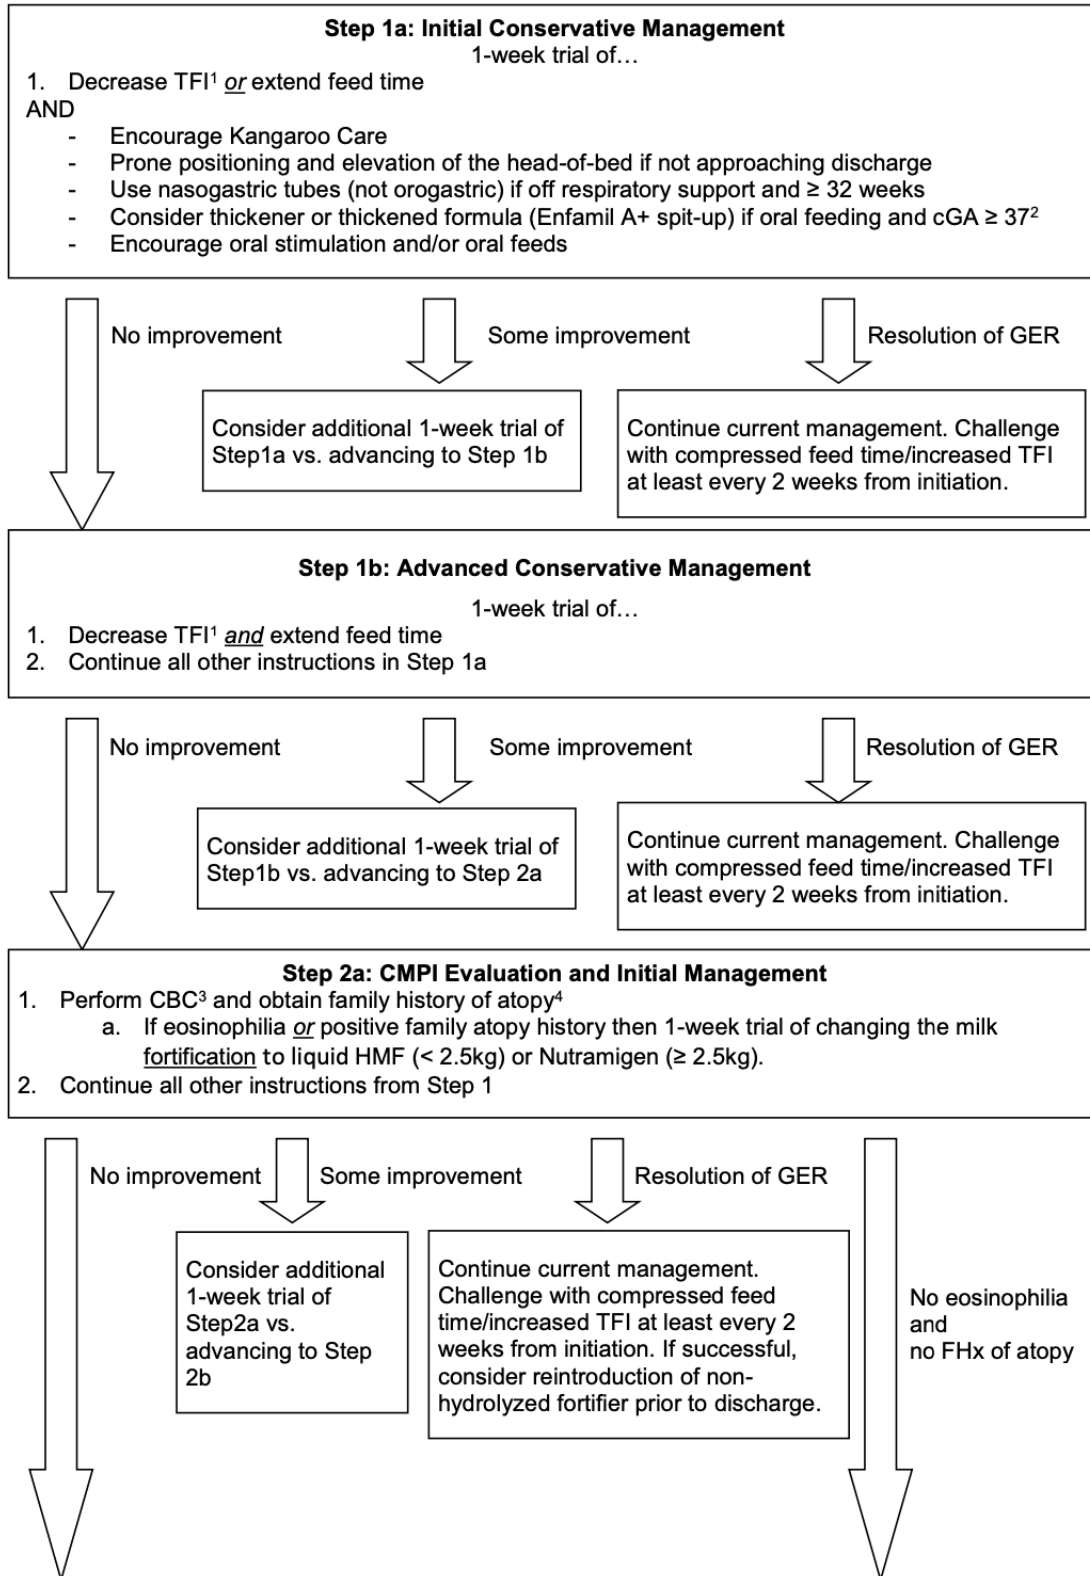 Step 1a: Initial Conservative Management
1-week trial of…
1. Decrease TFI¹ or extend feed time
AND
- Encourage Kangaroo Care
- Prone positioning and elevation of the head-of-bed if not approaching discharge
- Use nasogastric tubes (not orogastric) if off respiratory support and ≥ 32 weeks
- Consider thickener or thickened formula (Enfamil A+ spit-up) if oral feeding and cGA ≥ 37²
- Encourage oral stimulation and/or oral feeds
No improvement
Some improvement
Resolution of GER
Consider additional 1-week trial of
Step1a vs. advancing to Step 1b
Continue current management. Challenge
with compressed feed time/increased TFI
at least every 2 weeks from initiation.
Step 1b: Advanced Conservative Management
1-week trial of…
1. Decrease TFI¹ and extend feed time
2. Continue all other instructions in Step 1a
No improvement
Some improvement
Resolution of GER
Consider additional 1-week trial of
Step1b vs. advancing to Step 2a
Continue current management. Challenge
with compressed feed time/increased TFI
at least every 2 weeks from initiation.
Step 2a: CMPI Evaluation and Initial Management
1. Perform CBC³ and obtain family history of atopy⁴
a. If eosinophilia or positive family atopy history then 1-week trial of changing the milk
fortification to liquid HMF (< 2.5kg) or Nutramigen (≥ 2.5kg).
2. Continue all other instructions from Step 1
No improvement
Some improvement
Resolution of GER
Consider additional
1-week trial of
Step2a vs.
advancing to Step
2b
Continue current management.
Challenge with compressed feed
time/increased TFI at least every 2
weeks from initiation. If successful,
consider reintroduction of non-
hydrolyzed fortifier prior to discharge.
No eosinophilia
and
no FHx of atopy